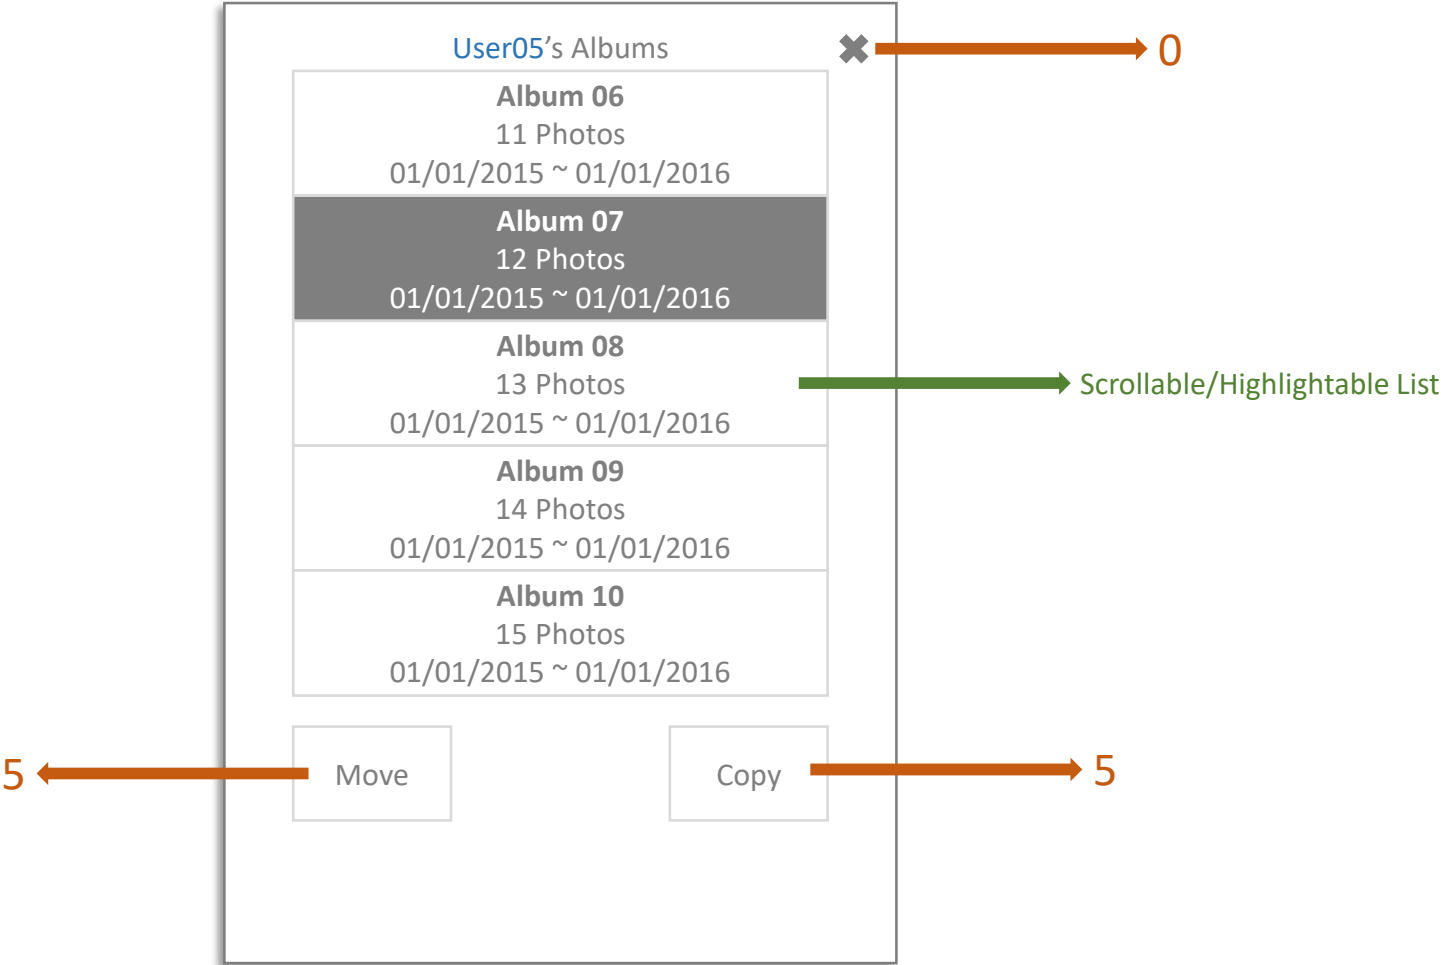 User05's Albums
0
Album 06
11 Photos
01/01/2015 ~ 01/01/2016
Album 07
12 Photos
01/01/2015 ~ 01/01/2016
Album 08
13 Photos
01/01/2015 ~ 01/01/2016
Scrollable/Highlightable List
Album 09
14 Photos
01/01/2015 ~ 01/01/2016
Album 10
15 Photos
01/01/2015 ~ 01/01/2016
5
Move
Copy
5